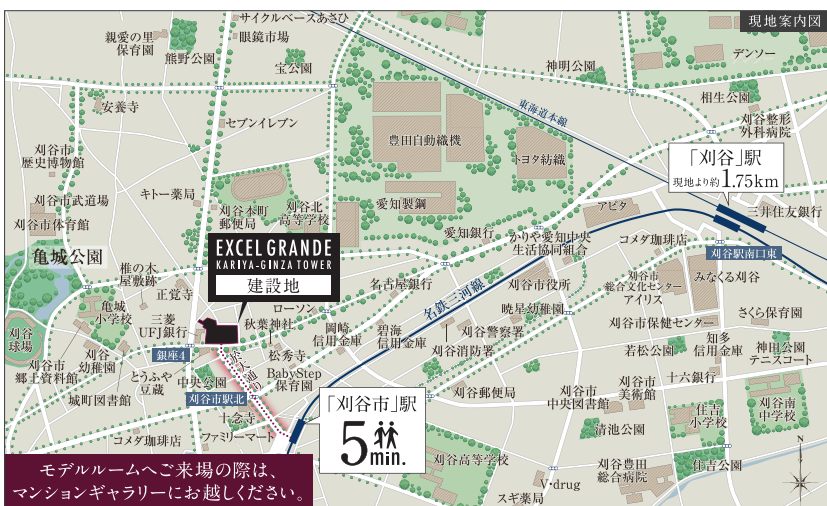 現地案内図
サイクルベースあさひ
眼鏡市場
親愛の里
保育園
熊野公園
宝公園
神明公園
デンソー
相生公園
刈谷整形
外科病院
東海道本線
安養寺
セブンイレブン
豊田自動織機
トヨタ紡織
「刈谷」駅
現地より約1.75km
刈谷市
歴史博物館
刈谷市武道場
刈谷市体育館
キトー薬局
刈谷本町
郵便局
刈谷北
高等学校
愛知製鋼
アピタ
三井住友銀行
愛知銀行
かりや愛知中央
生活協同組合
コメダ珈琲店
刈谷駅南口東
亀城公園
EXCEL GRANDE
KARIYA-GINZA TOWER
建設地
椎の木
屋敷跡
正覚寺
亀城
小学校
三菱
UFJ銀行
ローソン
秋葉神社
名古屋銀行
名鉄三河線
刈谷市役所
刈谷市
総合文化センター
アイリス
みなくる刈谷
暁星幼稚園
刈谷市保健センター
さくら保育園
刈谷
球場
刈谷市
郷土資料館
刈谷
幼稚園
銀座4
松秀寺
岡崎
信用金庫
碧海
信用金庫
刈谷警察署
刈谷消防署
若松公園
知多
信用金庫
神田公園
テニスコート
とうふや
豆蔵
城町図書館
中央公園
BabyStep
保育園
刈谷市駅北
十念寺
「刈谷市」駅
5min.
刈谷郵便局
刈谷市
中央図書館
刈谷市
美術館
十六銀行
住吉
小学校
刈谷南
中学校
コメダ珈琲店
ファミリーマート
清池公園
刈谷高等学校
刈谷豊田
総合病院
住吉公園
V・drug
スギ薬局
N
モデルルームへご来場の際は、
マンションギャラリーにお越しください。